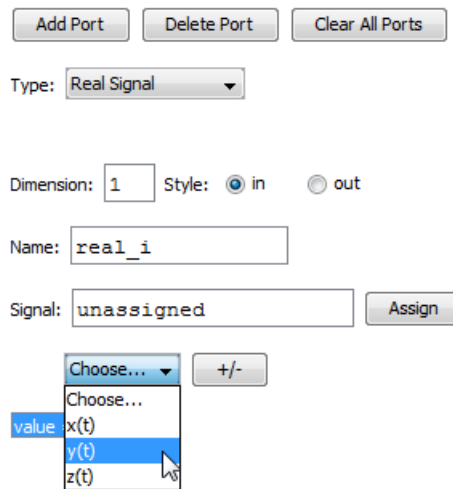 Add Port Delete Port Clear All Ports
Type: Real Signal
Dimension: 1 Style: in out
Name: real_i
Signal: unassigned Assign
Choose... +/-
Choose...
value x(t)
y(t)
z(t)